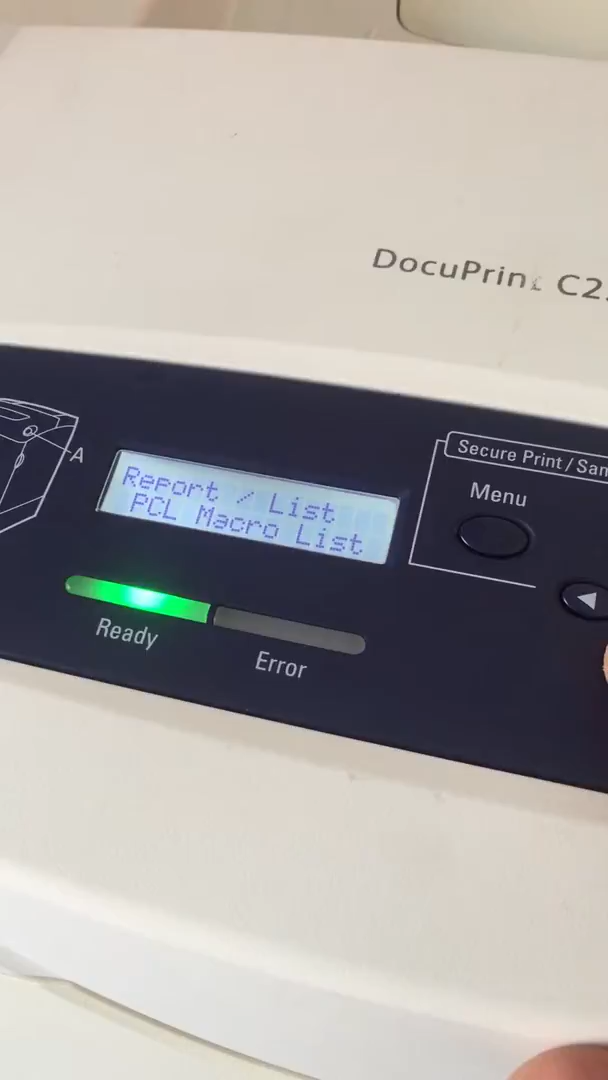 DocuPrint C2
A
Secure Print / Sam
Report / List
PCL Macro List
Menu
Ready
Error